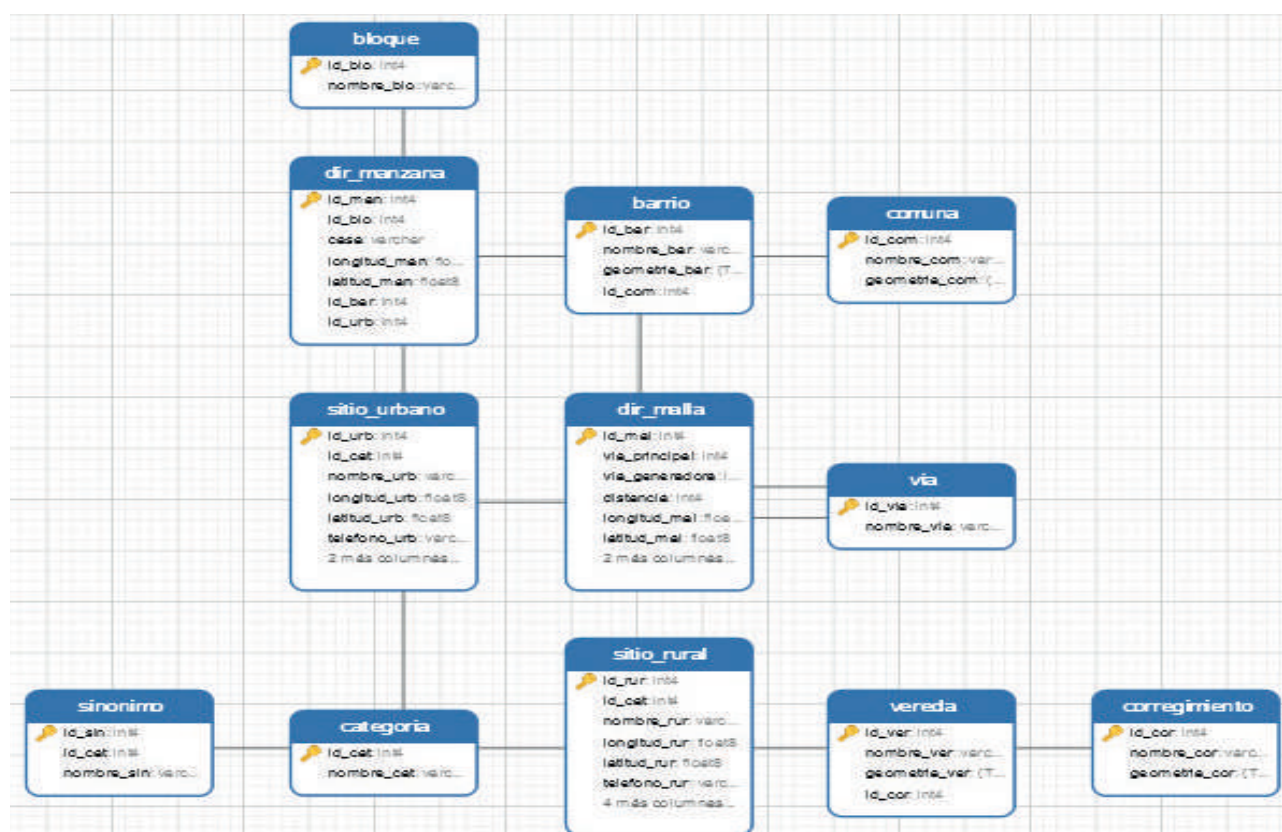 bloque
id_blo: int4
nombre_blo: varc...
dir_manzana
id_man: int4
id_blo: int4
casa: varchar
longitud_man: flo...
latitud_man: float8
id_bar: int4
id_urb: int4
barrio
id_bar: int4
nombre_bar: varc...
geometria_bar: (T...
id_com: int4
comuna
id_com: int4
nombre_com: var...
geometria_com: (...
sitio_urbano
id_urb: int4
id_cat: int4
nombre_urb: varc...
longitud_urb: float8
latitud_urb: float8
telefono_urb: varc...
2 más columnas...
dir_malla
id_mal: int4
via_principal: int4
via_generadora: i...
distancia: int4
longitud_mal: floa...
latitud_mal: float8
2 más columnas...
via
id_via: int4
nombre_via: varc...
sitio_rural
id_rur: int4
id_cat: int4
nombre_rur: varc...
longitud_rur: float8
latitud_rur: float8
telefono_rur: varc...
4 más columnas...
sinonimo
id_sin: int4
id_cat: int4
nombre_sin: varc...
categoria
id_cat: int4
nombre_cat: varc...
vereda
id_ver: int4
nombre_ver: varc...
geometria_ver: (T...
id_cor: int4
corregimiento
id_cor: int4
nombre_cor: varc...
geometria_cor: (T...